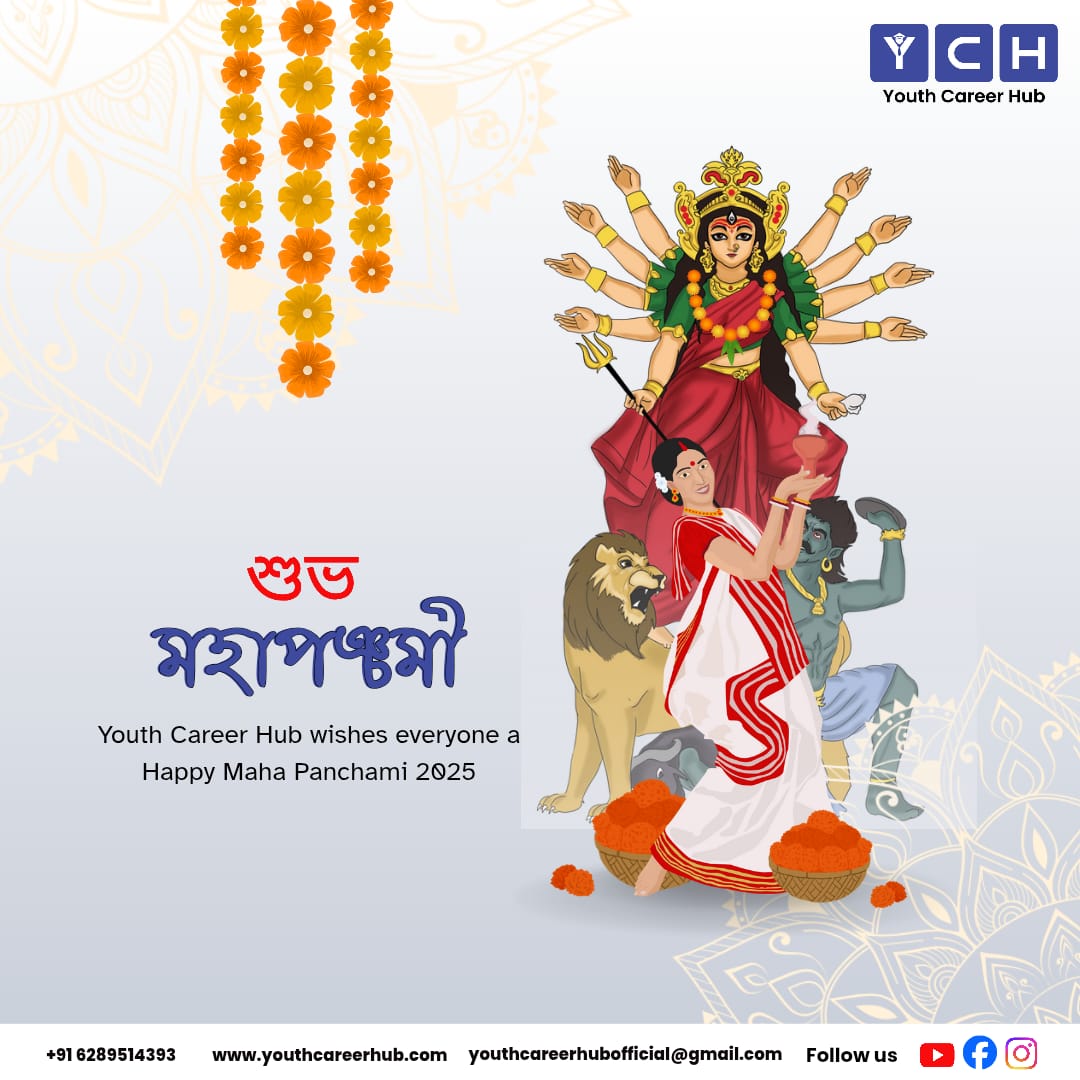 YCH
Youth Career Hub
শুভ
মহাপঞ্চমী
Youth Career Hub wishes everyone a
Happy Maha Panchami 2025
+91 6289514393 www.youthcareerhub.com youthcareerhubofficial@gmail.com Follow us